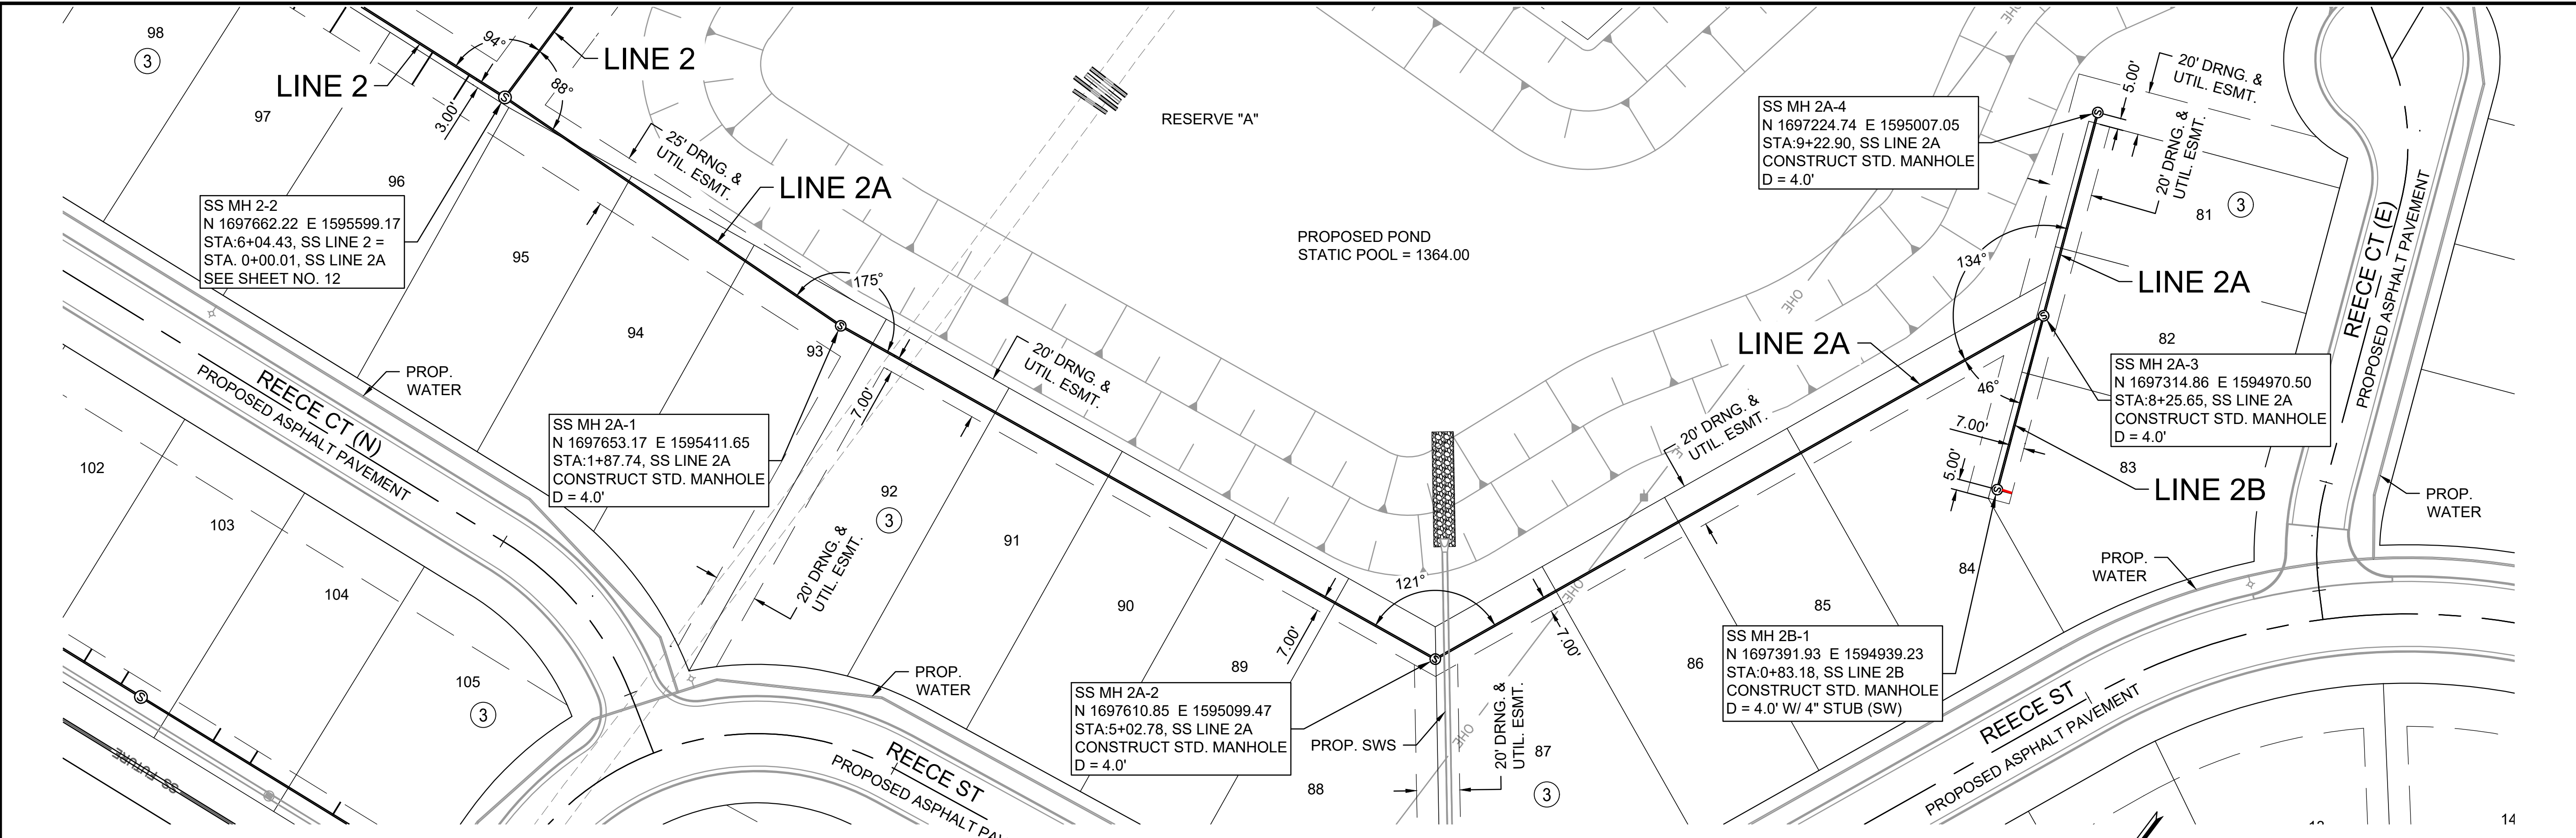 98
3
94°
LINE 2
LINE 2
88°
3.00'
97
96
SS MH 2-2
N 1697662.22 E 1595599.17
STA:6+04.43, SS LINE 2 =
STA. 0+00.01, SS LINE 2A
SEE SHEET NO. 12
95
94
93
25' DRNG. &
UTIL. ESMT.
LINE 2A
175°
RESERVE "A"
PROPOSED POND
STATIC POOL = 1364.00
OHE
OHE
SS MH 2A-4
N 1697224.74 E 1595007.05
STA:9+22.90, SS LINE 2A
CONSTRUCT STD. MANHOLE
D = 4.0'
5.00'
20' DRNG. &
UTIL. ESMT.
20' DRNG. &
UTIL. ESMT.
81
3
134°
LINE 2A
LINE 2A
46°
82
SS MH 2A-3
N 1697314.86 E 1594970.50
STA:8+25.65, SS LINE 2A
CONSTRUCT STD. MANHOLE
D = 4.0'
REECE CT (E)
PROPOSED ASPHALT PAVEMENT
7.00'
5.00'
83
LINE 2B
PROP.
WATER
PROP.
WATER
84
PROP.
WATER
REECE CT (N)
PROPOSED ASPHALT PAVEMENT
SS MH 2A-1
N 1697653.17 E 1595411.65
STA:1+87.74, SS LINE 2A
CONSTRUCT STD. MANHOLE
D = 4.0'
7.00'
20' DRNG. &
UTIL. ESMT.
20' DRNG. &
UTIL. ESMT.
92
3
20' DRNG. &
UTIL. ESMT.
91
90
89
7.00'
121°
7.00'
OHE
102
103
104
105
3
SS FUTURE
PROP.
WATER
REECE ST
PROPOSED ASPHALT PA
SS MH 2A-2
N 1697610.85 E 1595099.47
STA:5+02.78, SS LINE 2A
CONSTRUCT STD. MANHOLE
D = 4.0'
PROP. SWS
OHE
20' DRNG. &
UTIL. ESMT.
88
87
3
86
85
SS MH 2B-1
N 1697391.93 E 1594939.23
STA:0+83.18, SS LINE 2B
CONSTRUCT STD. MANHOLE
D = 4.0' W/ 4" STUB (SW)
REECE ST
PROPOSED ASPHALT PAVEMENT